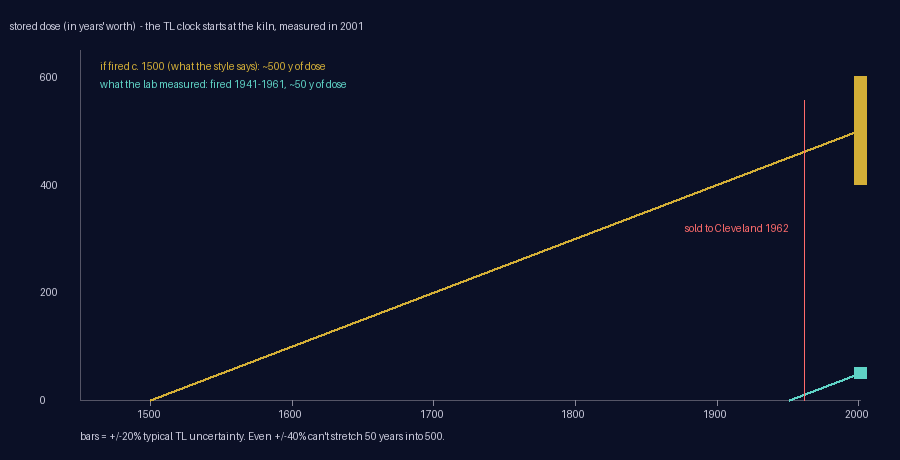 stored dose (in years' worth) - the TL clock starts at the kiln, measured in 2001
if fired c. 1500 (what the style says): ~500 y of dose
what the lab measured: fired 1941-1961, ~50 y of dose
600
400
sold to Cleveland 1962
200
0
1500 1600 1700 1800 1900 2000
bars = +/-20% typical TL uncertainty. Even +/-40% can't stretch 50 years into 500.